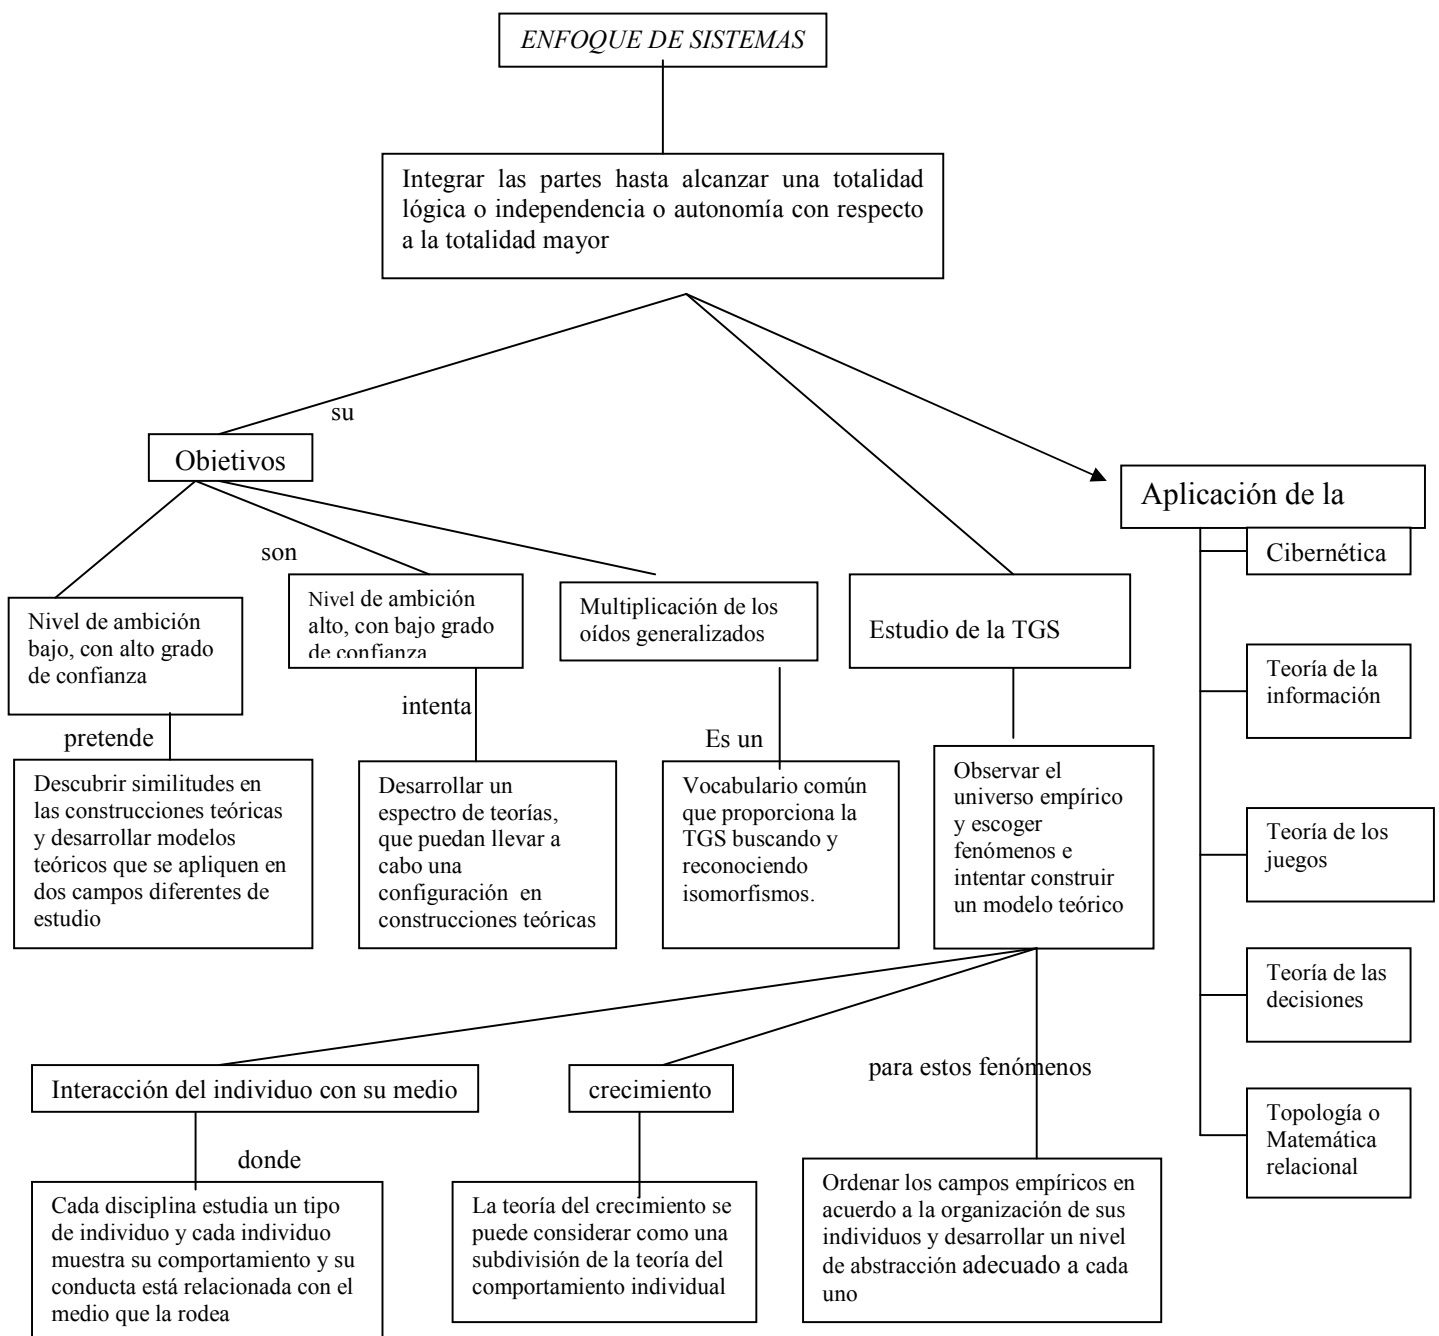 ENFOQUE DE SISTEMAS
Integrar las partes hasta alcanzar una totalidad
lógica o independencia o autonomía con respecto
a la totalidad mayor
su
Objetivos
Aplicación de la
Cibernética
son
Nivel de ambición
bajo, con alto grado
de confianza
Nivel de ambición
alto, con bajo grado
de confianza
Multiplicación de los
oídos generalizados
Estudio de la TGS
Teoría de la
información
pretende
intenta
Es un
Descubrir similitudes en
las construcciones teóricas
y desarrollar modelos
teóricos que se apliquen en
dos campos diferentes de
estudio
Desarrollar un
espectro de teorías,
que puedan llevar a
cabo una
configuración en
construcciones teóricas
Vocabulario común
que proporciona la
TGS buscando y
reconociendo
isomorfismos.
Observar el
universo empírico
y escoger
fenómenos e
intentar construir
un modelo teórico
Teoría de los
juegos
Teoría de las
decisiones
para estos fenómenos
Interacción del individuo con su medio
crecimiento
Topología o
Matemática
relacional
donde
Cada disciplina estudia un tipo
de individuo y cada individuo
muestra su comportamiento y su
conducta está relacionada con el
medio que la rodea
La teoría del crecimiento se
puede considerar como una
subdivisión de la teoría del
comportamiento individual
Ordenar los campos empíricos en
acuerdo a la organización de sus
individuos y desarrollar un nivel
de abstracción adecuado a cada
uno